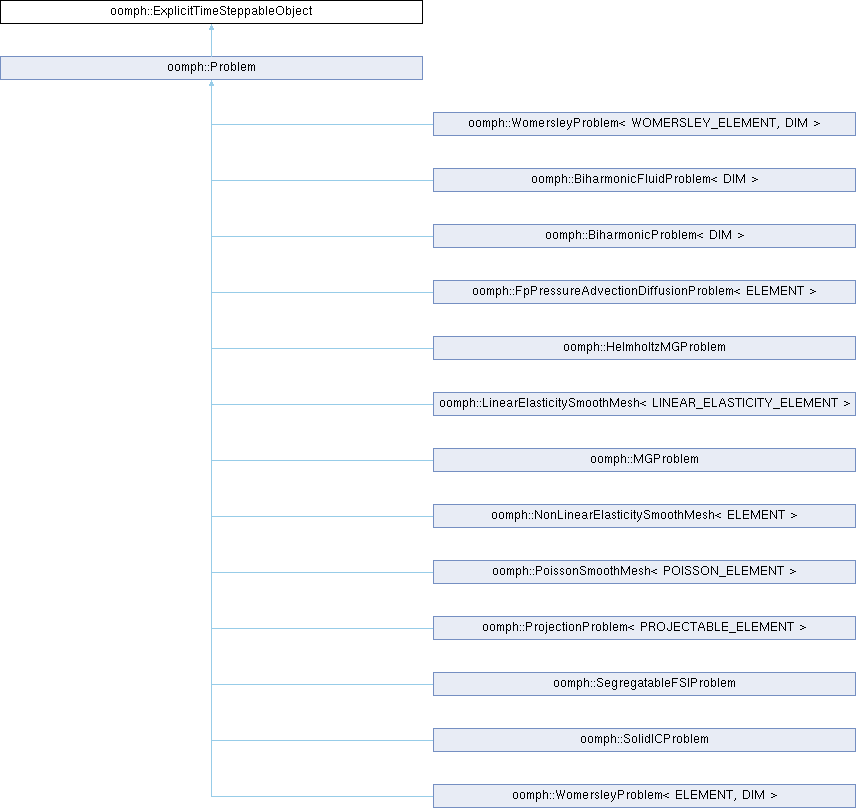 oomph::ExplicitTimeSteppableObject
oomph::Problem
oomph::WomersleyProblem< WOMERSLEY_ELEMENT, DIM >
oomph::BiharmonicFluidProblem< DIM >
oomph::BiharmonicProblem< DIM >
oomph::FpPressureAdvectionDiffusionProblem< ELEMENT >
oomph::HelmholtzMGProblem
oomph::LinearElasticitySmoothMesh< LINEAR_ELASTICITY_ELEMENT >
oomph::MGProblem
oomph::NonLinearElasticitySmoothMesh< ELEMENT >
oomph::PoissonSmoothMesh< POISSON_ELEMENT >
oomph::ProjectionProblem< PROJECTABLE_ELEMENT >
oomph::SegregatableFSIProblem
oomph::SolidICProblem
oomph::WomersleyProblem< ELEMENT, DIM >